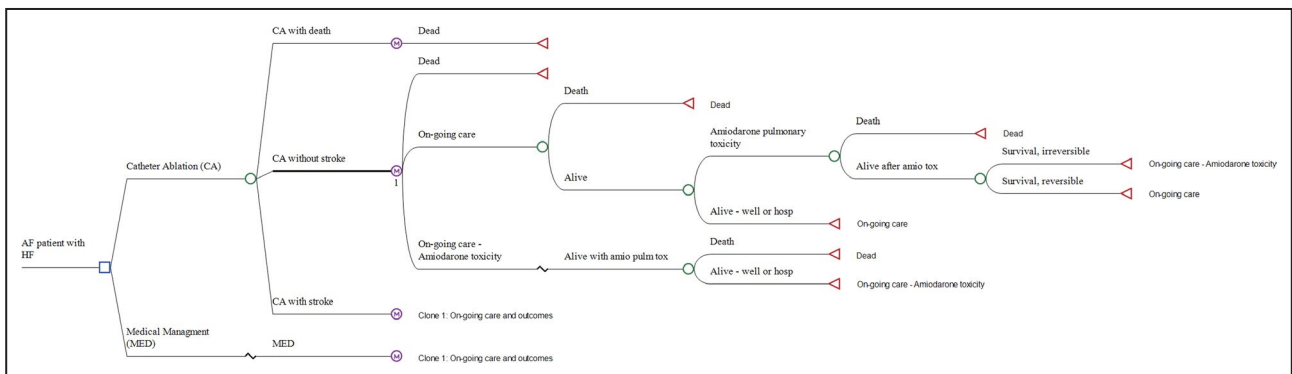 CA with death
Dead
Dead
Death
Dead
On-going care
Amiodarone pulmonary
toxicity
Death
Dead
Catheter Ablation (CA)
CA without stroke
M
M
1
Alive
Alive after amio tox
Survival, irreversible
On-going care - Amiodarone toxicity
Survival, reversible
On-going care
Alive - well or hosp
On-going care
AF patient with
HF
On-going care -
Amiodarone toxicity
Alive with amio pulm tox
Death
Dead
Alive - well or hosp
On-going care - Amiodarone toxicity
CA with stroke
M
Clone 1: On-going care and outcomes
Medical Managment
(MED)
MED
M
Clone 1: On-going care and outcomes